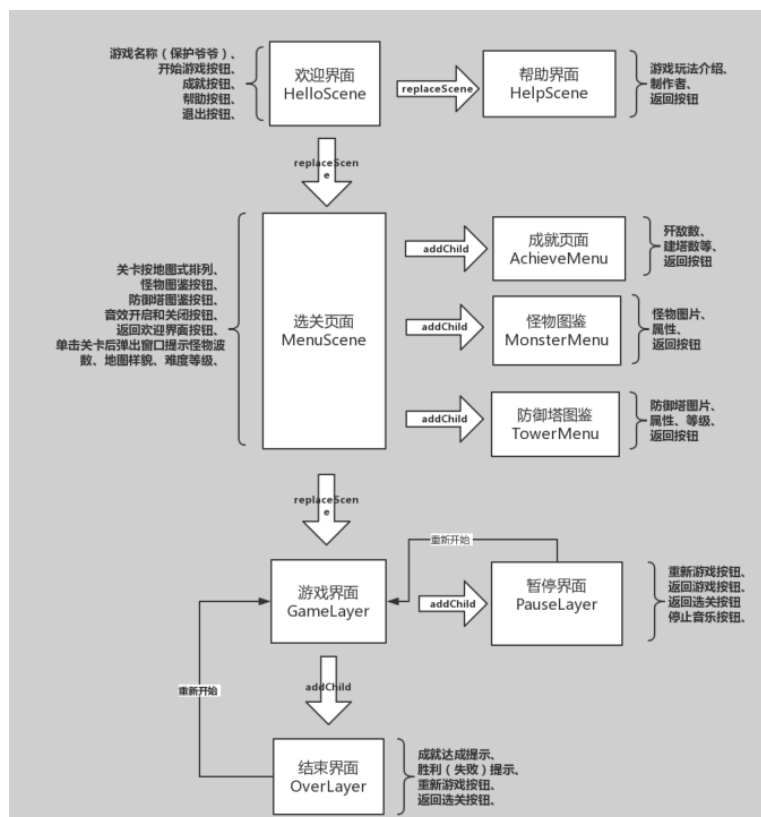 游戏名称（保护爷爷）、
开始游戏按钮、
成就按钮、
帮助按钮、
退出按钮、
欢迎界面
HelloScene
replaceScene
帮助界面
HelpScene
游戏玩法介绍、
制作者、
返回按钮
replaceScen
e
关卡按地图式排列、
怪物图鉴按钮、
防御塔图鉴按钮、
音效开启和关闭按钮、
返回欢迎界面按钮、
单击关卡后弹出窗口提示怪物波
数、地图样貌、难度等级、
选关页面
MenuScene
addChild
成就页面
AchieveMenu
歼敌数、
建塔数等、
返回按钮
addChild
怪物图鉴
MonsterMenu
怪物图片、
属性、
返回按钮
addChild
防御塔图鉴
TowerMenu
防御塔图片、
属性、等级、
返回按钮
replaceScen
e
重新开始
游戏界面
GameLayer
addChild
暂停界面
PauseLayer
重新游戏按钮、
返回游戏按钮、
返回选关按钮
停止音乐按钮、
重新开始
addChild
结束界面
OverLayer
成就达成提示、
胜利（失败）提示、
重新游戏按钮、
返回选关按钮、